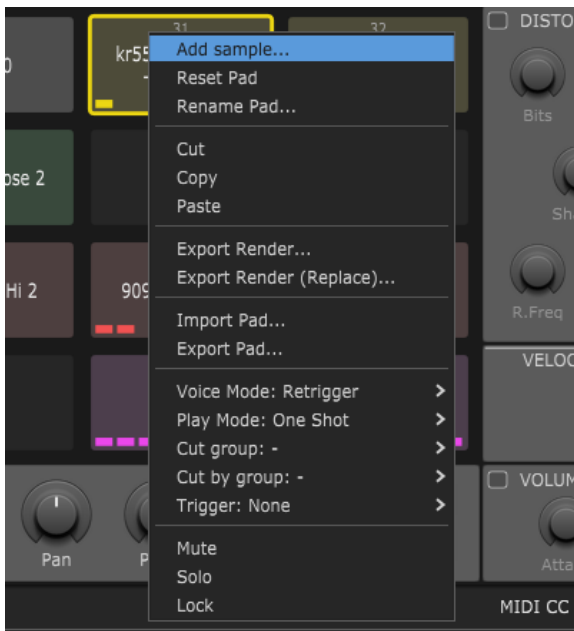 31
32
DISTO
kr55
Add sample...
Reset Pad
Rename Pad...
Bits
Cut
Copy
Paste
ose 2
Sh
Export Render...
Export Render (Replace)...
Hi 2
909
R.Freq
Import Pad...
Export Pad...
VELOC
Voice Mode: Retrigger
Play Mode: One Shot
Cut group: -
Cut by group: -
Trigger: None
VOLUM
Pan
P
Atta
Mute
Solo
Lock
MIDI CC